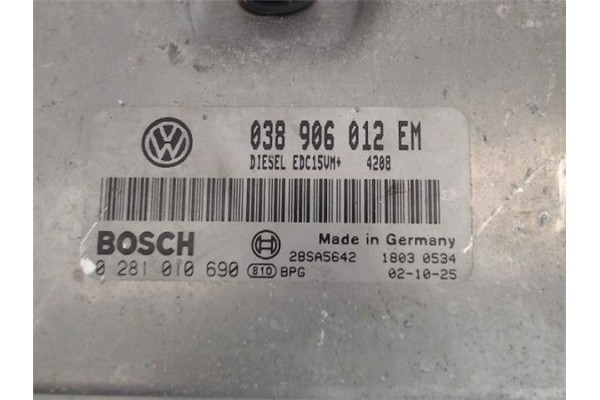 038 906 012 EM
DIESEL EDC15VM+ 4208
BOSCH
Made in Germany
28SA5642 1803 0534
0 281 010 690 810 BPG 02-10-25